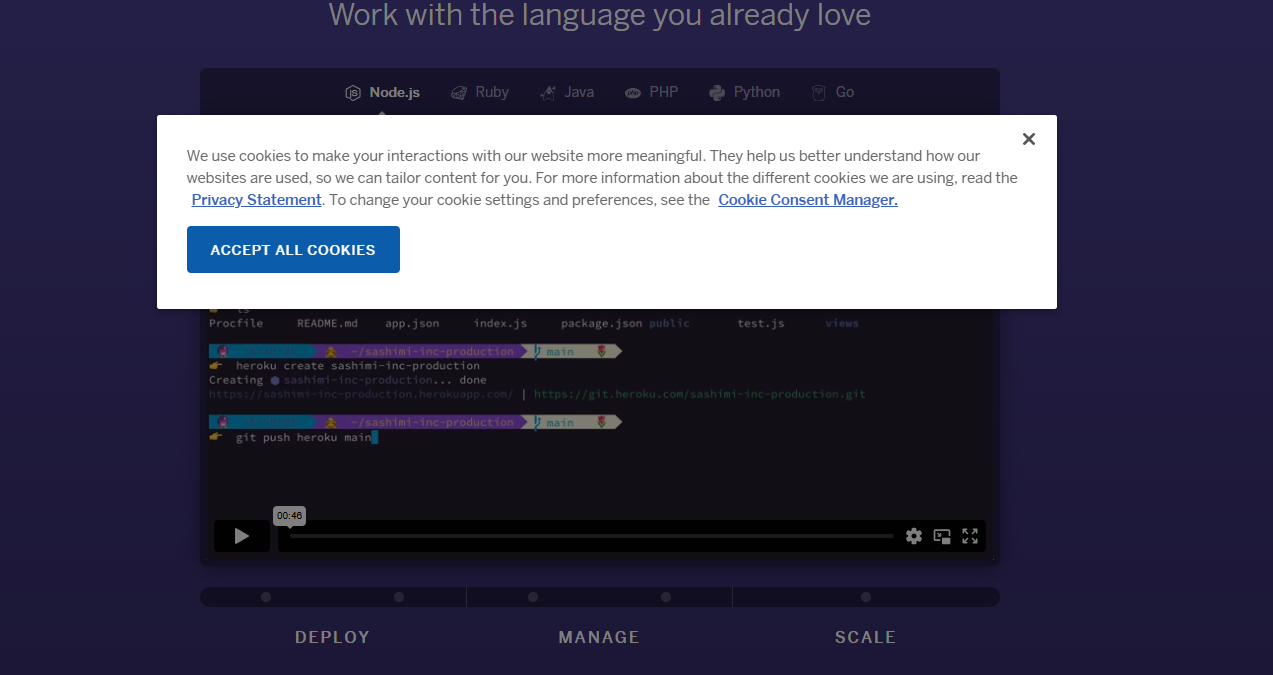 Work with the language you already love
Node.js Ruby Java PHP Python Go
We use cookies to make your interactions with our website more meaningful. They help us better understand how our
websites are used, so we can tailor content for you. For more information about the different cookies we are using, read the
Privacy Statement. To change your cookie settings and preferences, see the Cookie Consent Manager.
ACCEPT ALL COOKIES
ls
Procfile README.md app.json index.js package.json public test.js views
~/sashimi-inc-production main
heroku create sashimi-inc-production
Creating sashimi-inc-production... done
https://sashimi-inc-production.herokuapp.com/ | https://git.heroku.com/sashimi-inc-production.git
~/sashimi-inc-production main
git push heroku main
00:46
DEPLOY MANAGE SCALE